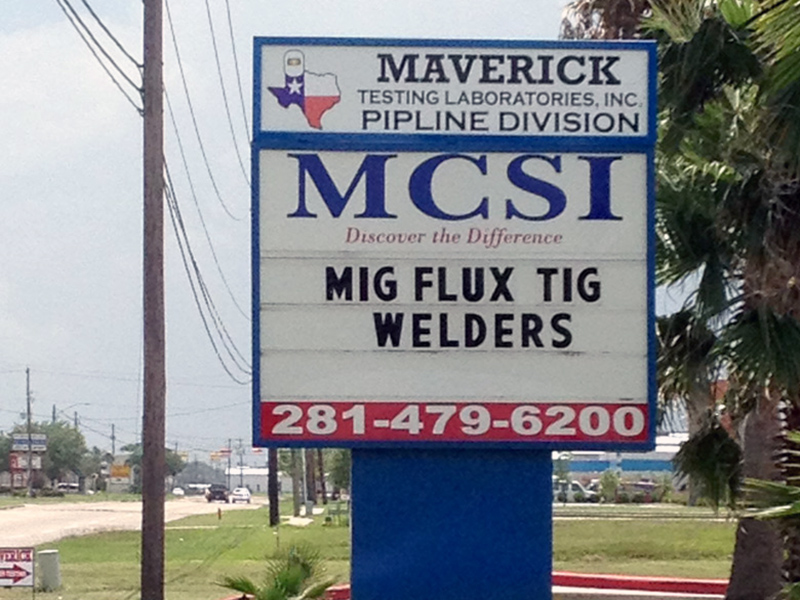 MAVERICK
TESTING LABORATORIES, INC.
PIPLINE DIVISION
MCSI
Discover the Difference
MIG FLUX TIG
WELDERS
281-479-6200